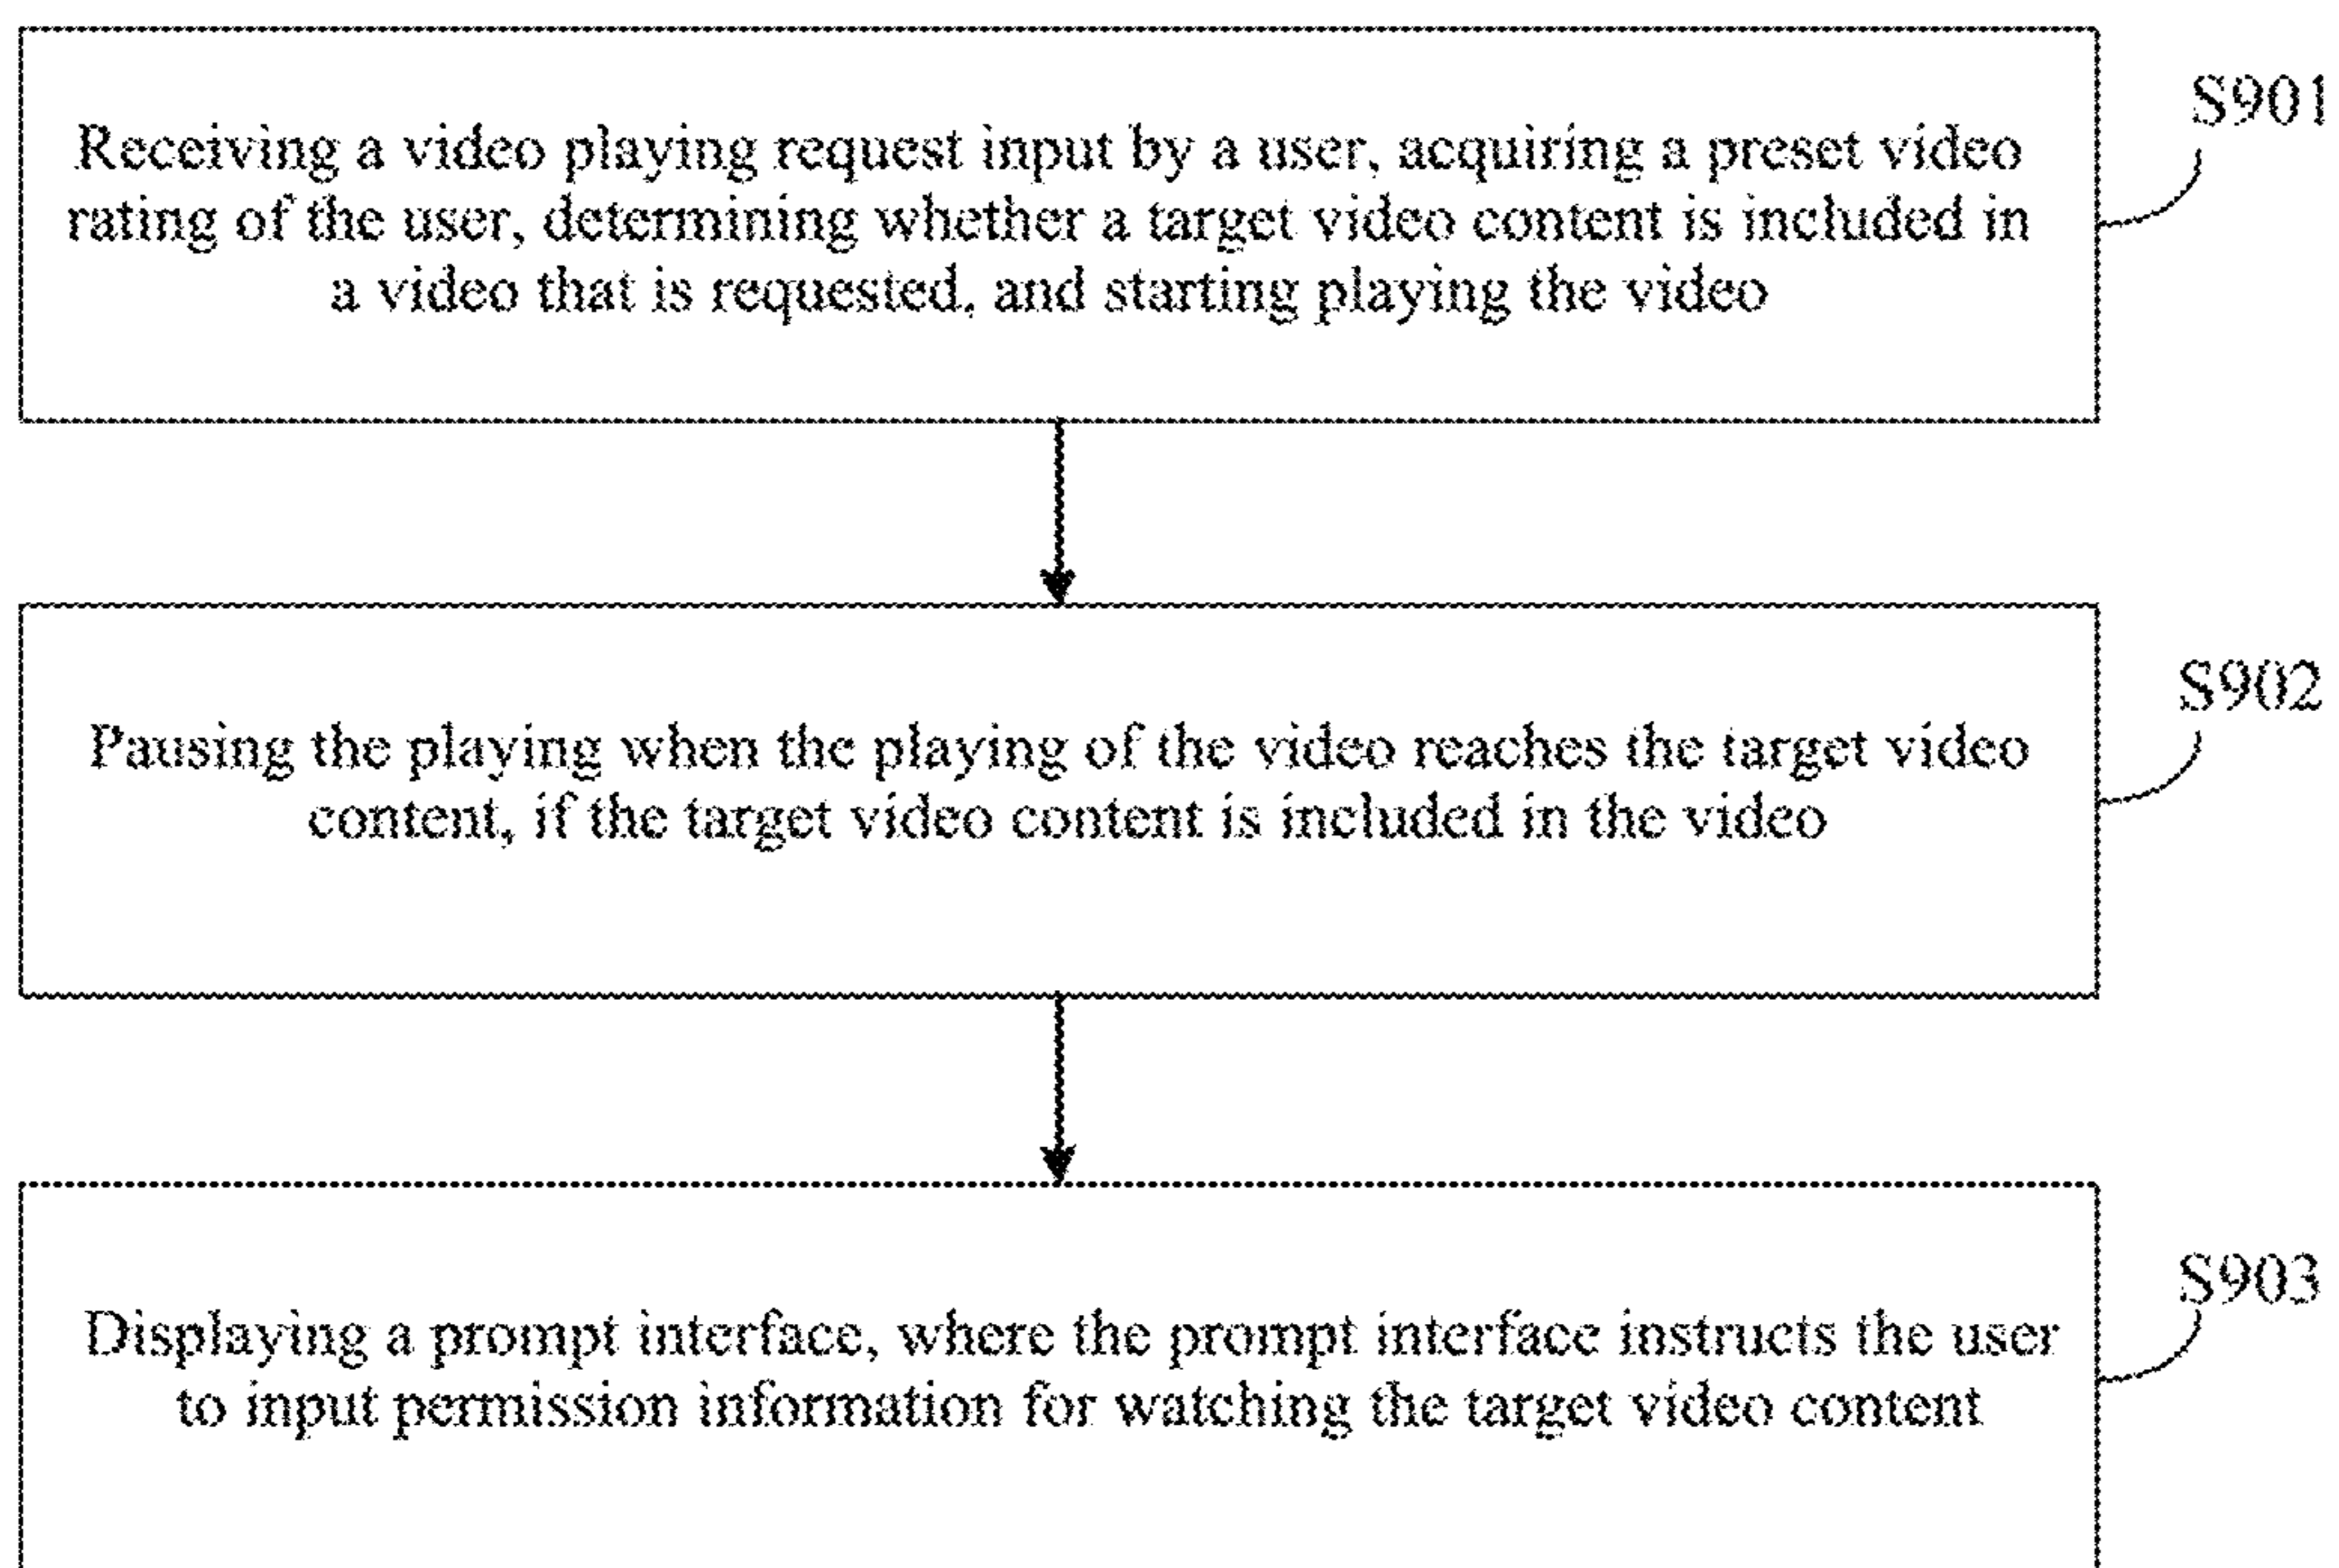 S901
Receiving a video playing request input by a user, acquiring a preset video
rating of the user, determining whether a target video content is included in
a video that is requested, and starting playing the video
S902
Pausing the playing when the playing of the video reaches the target video
content, if the target video content is included in the video
S903
Displaying a prompt interface, where the prompt interface instructs the user
to input permission information for watching the target video content